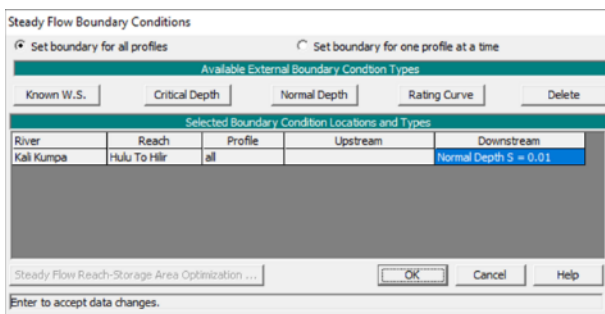 Steady Flow Boundary Conditions
Set boundary for all profiles Set boundary for one profile at a time
Available External Boundary Condtion Types
Known W.S. Critical Depth Normal Depth Rating Curve Delete
Selected Boundary Condition Locations and Types
River Reach Profile Upstream Downstream
Kali Kumpa Hulu To Hilir all Normal Depth S = 0.01
Steady Flow Reach-Storage Area Optimization ... OK Cancel Help
Enter to accept data changes.